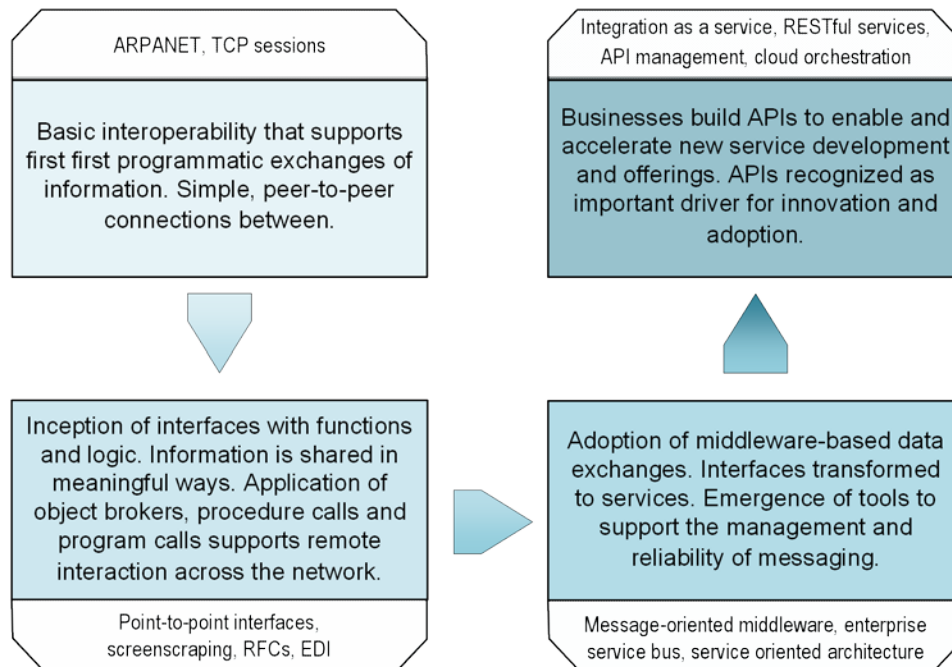 ARPANET, TCP sessions
Basic interoperability that supports
first first programmatic exchanges of
information. Simple, peer-to-peer
connections between.
Inception of interfaces with functions
and logic. Information is shared in
meaningful ways. Application of
object brokers, procedure calls and
program calls supports remote
interaction across the network.
Point-to-point interfaces,
screenscraping, RFCs, EDI
Adoption of middleware-based data
exchanges. Interfaces transformed
to services. Emergence of tools to
support the management and
reliability of messaging.
Message-oriented middleware, enterprise
service bus, service oriented architecture
Integration as a service, RESTful services,
API management, cloud orchestration
Businesses build APIs to enable and
accelerate new service development
and offerings. APIs recognized as
important driver for innovation and
adoption.